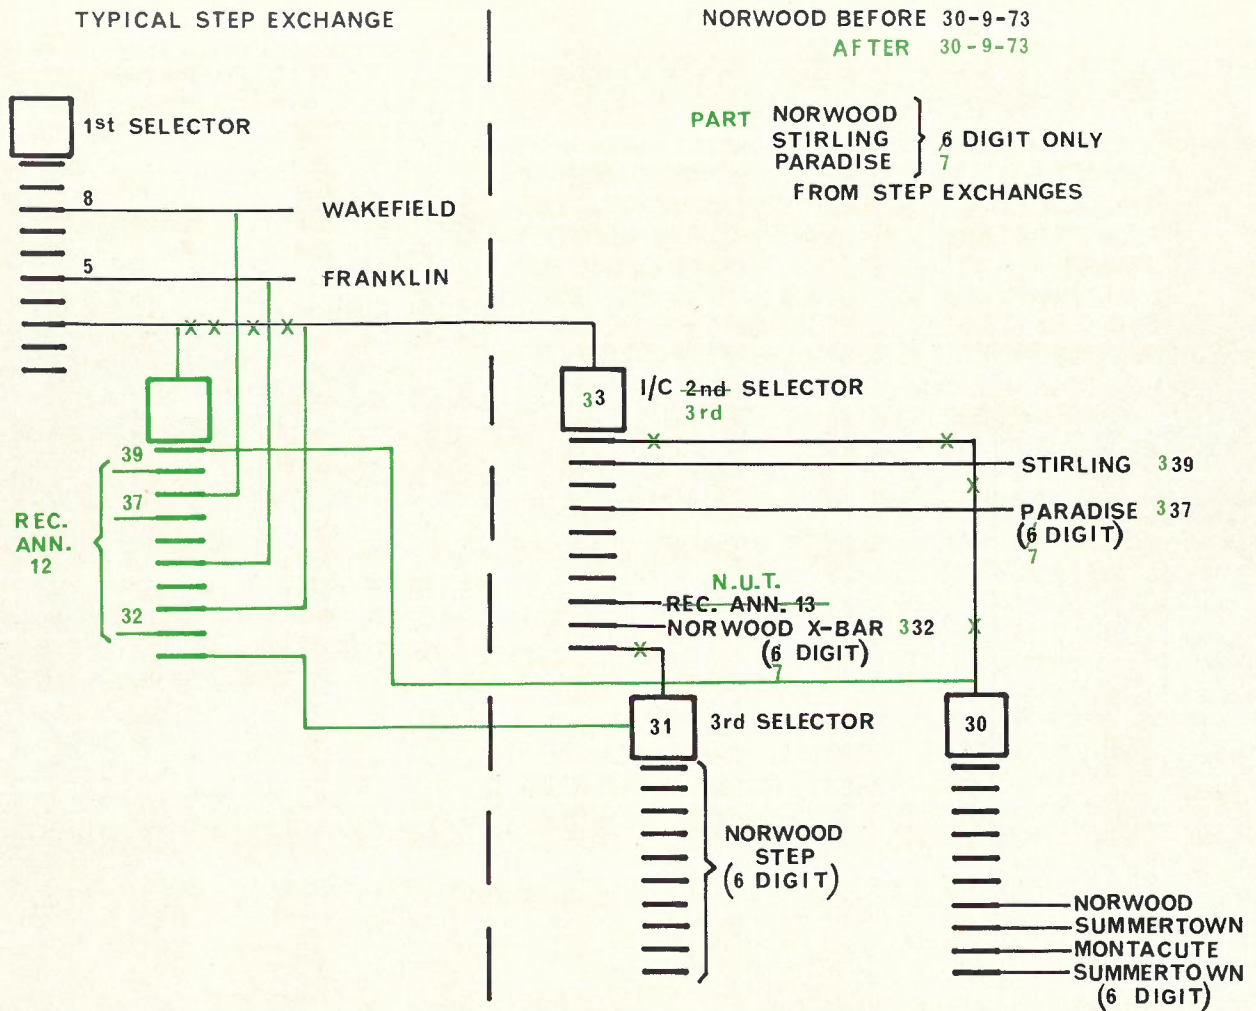 TYPICAL STEP EXCHANGE
NORWOOD BEFORE 30-9-73
AFTER 30-9-73
1st SELECTOR
PART NORWOOD
STIRLING
PARADISE
6 DIGIT ONLY
7
FROM STEP EXCHANGES
8
WAKEFIELD
5
FRANKLIN
X X X X
33
I/C 2nd SELECTOR
3rd
X X
39
STIRLING 339
X
37
PARADISE 337
(6 DIGIT)
7
REC.
ANN.
12
N.U.T.
REC. ANN. 13
32
NORWOOD X-BAR 332
(6 DIGIT)
7
X
X
31
3rd SELECTOR
30
NORWOOD
STEP
(6 DIGIT)
NORWOOD
SUMMERTOWN
MONTACUTE
SUMMERTOWN
(6 DIGIT)